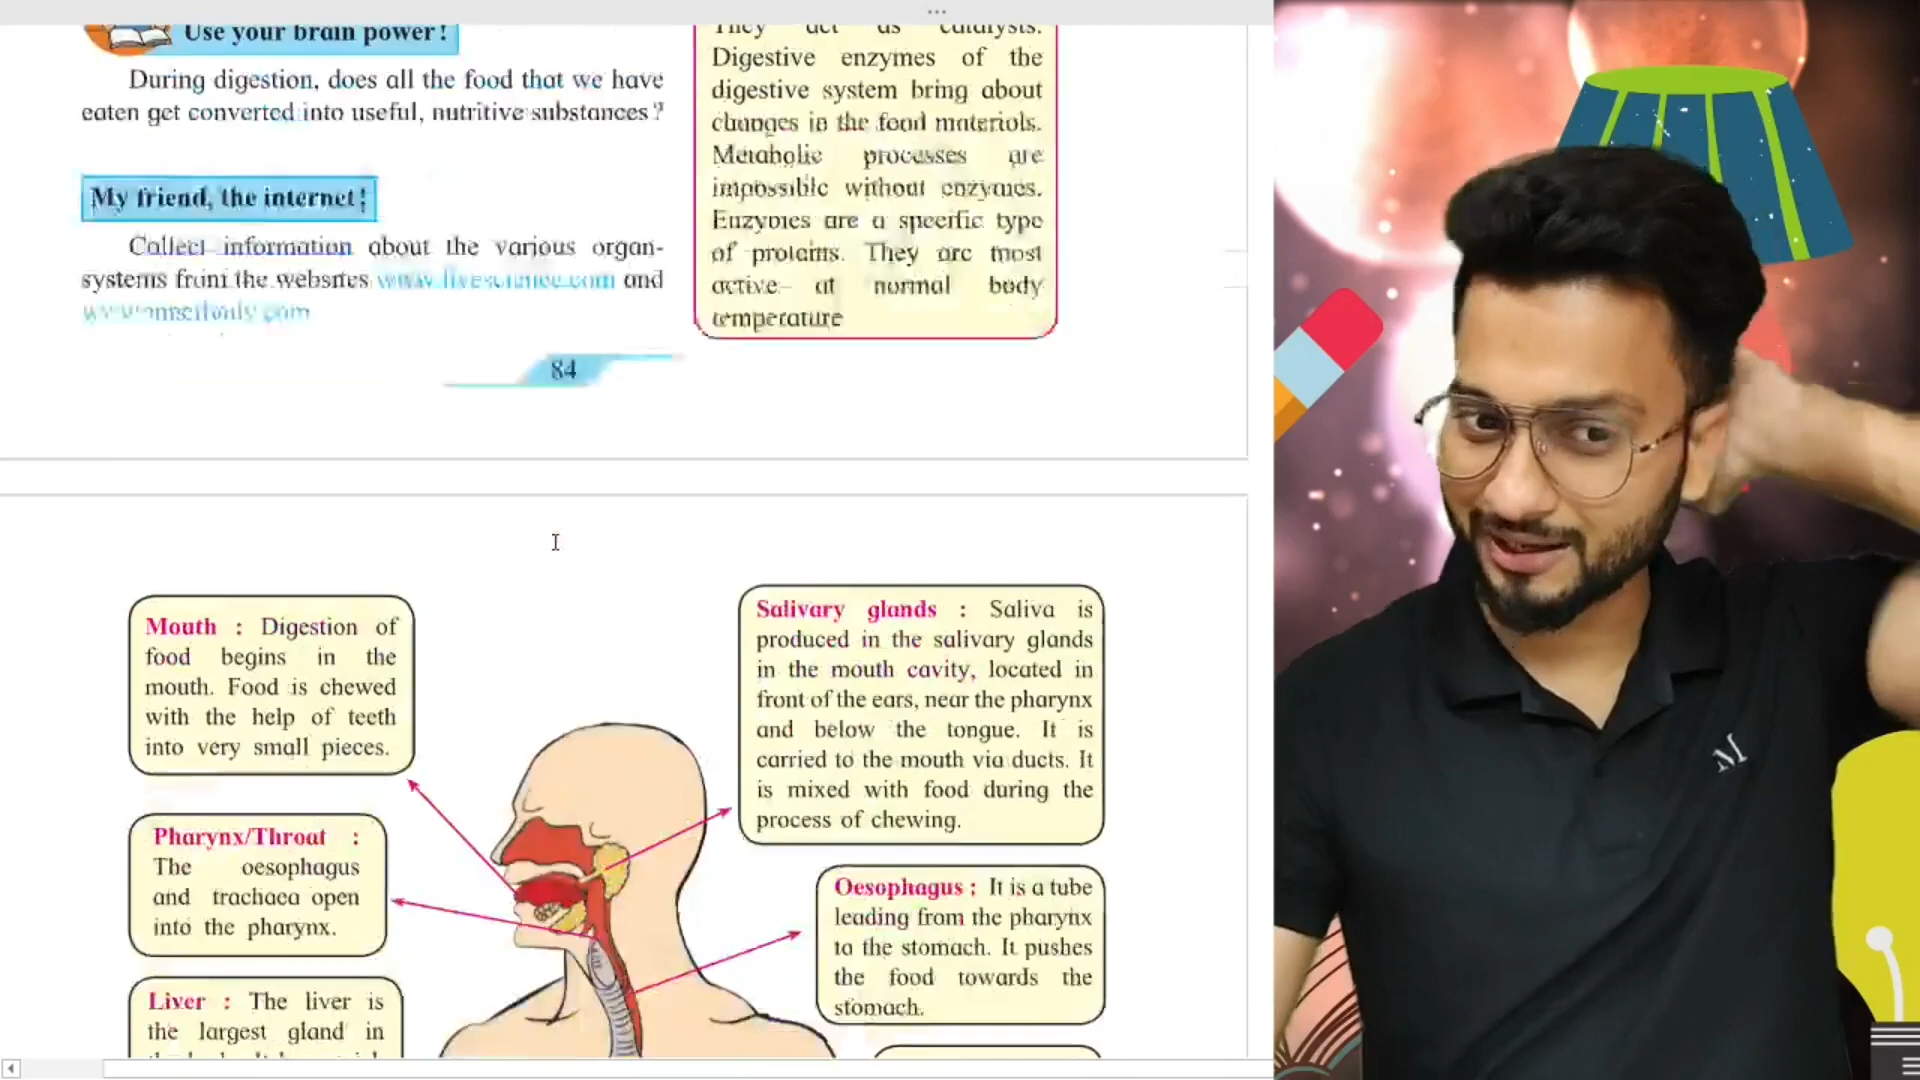 Use your brain power!
During digestion, does all the food that we have
eaten get converted into useful, nutritive substances ?
My friend, the internet!
Collect information about the various organ-
systems from the websites www.livescience.com and
They act as catalysts.
Digestive enzymes of the
digestive system bring about
changes in the food materials.
Metabolic processes are
impossible without enzymes.
Enzymes are a specific type
of proteins. They are most
active at normal body
temperature
84
Mouth : Digestion of
food begins in the
mouth. Food is chewed
with the help of teeth
into very small pieces.
Salivary glands : Saliva is
produced in the salivary glands
in the mouth cavity, located in
front of the ears, near the pharynx
and below the tongue. It is
carried to the mouth via ducts. It
is mixed with food during the
process of chewing.
Pharynx/Throat :
The oesophagus
and trachaea open
into the pharynx.
Oesophagus : It is a tube
leading from the pharynx
to the stomach. It pushes
the food towards the
stomach.
Liver : The liver is
the largest gland in
M